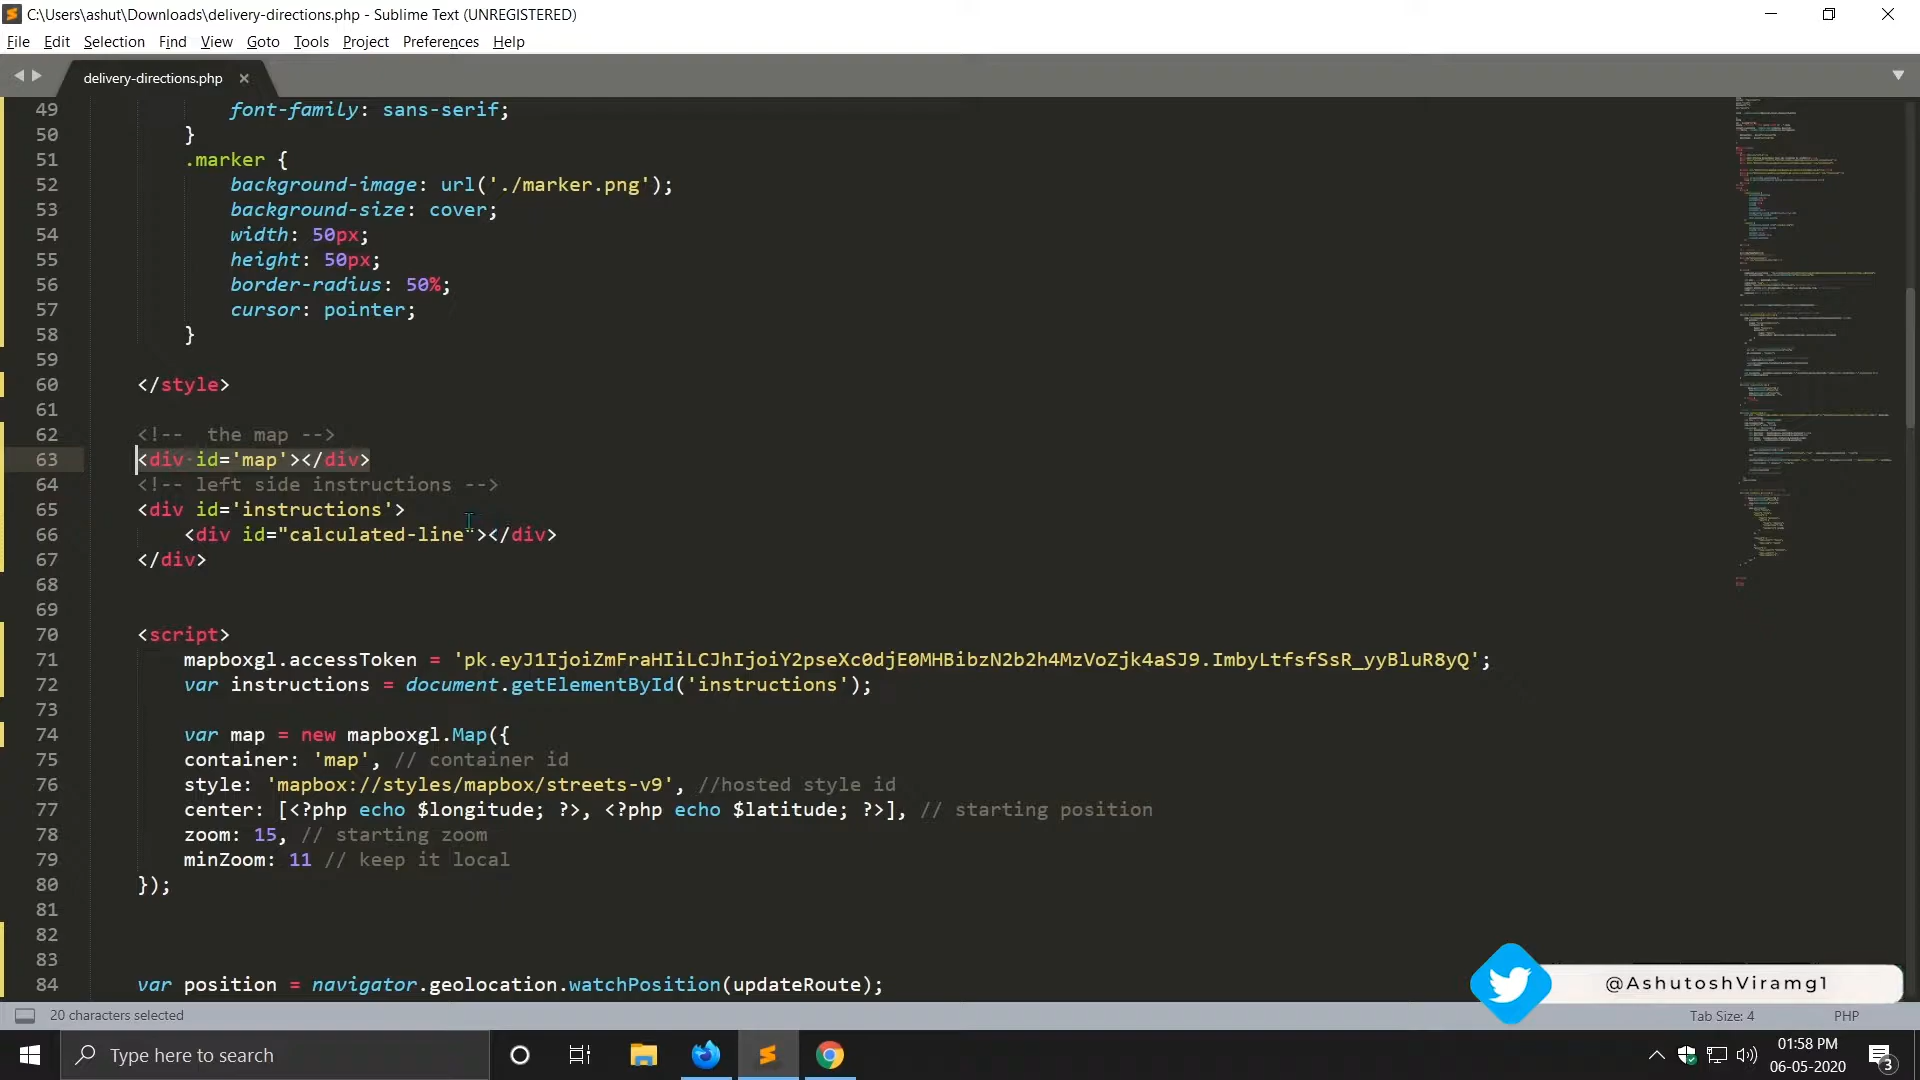 C:\Users\ashut\Downloads\delivery-directions.php - Sublime Text (UNREGISTERED)
File Edit Selection Find View Goto Tools Project Preferences Help
delivery-directions.php
49 font-family: sans-serif;
50 }
51 .marker {
52 background-image: url('./marker.png');
53 background-size: cover;
54 width: 50px;
55 height: 50px;
56 border-radius: 50%;
57 cursor: pointer;
58 }
59
60 </style>
61
62 <!--  the map -->
63 <div id='map'></div>
64 <!-- left side instructions -->
65 <div id='instructions'>
66 <div id="calculated-line"></div>
67 </div>
68
69
70 <script>
71 mapboxgl.accessToken = 'pk.eyJ1IjoiZmFraHIiLCJhIjoiY2pseXc0djE0MHBibzN2b2h4MzVoZjk4aSJ9.ImbyLtfsfSsR_yyBluR8yQ';
72 var instructions = document.getElementById('instructions');
73
74 var map = new mapboxgl.Map({
75 container: 'map', // container id
76 style: 'mapbox://styles/mapbox/streets-v9', //hosted style id
77 center: [<?php echo $longitude; ?>, <?php echo $latitude; ?>], // starting position
78 zoom: 15, // starting zoom
79 minZoom: 11 // keep it local
80 });
81
82
83
84 var position = navigator.geolocation.watchPosition(updateRoute);
@AshutoshViramg1
20 characters selected
Tab Size: 4 PHP
Type here to search
01:58 PM
06-05-2020
3